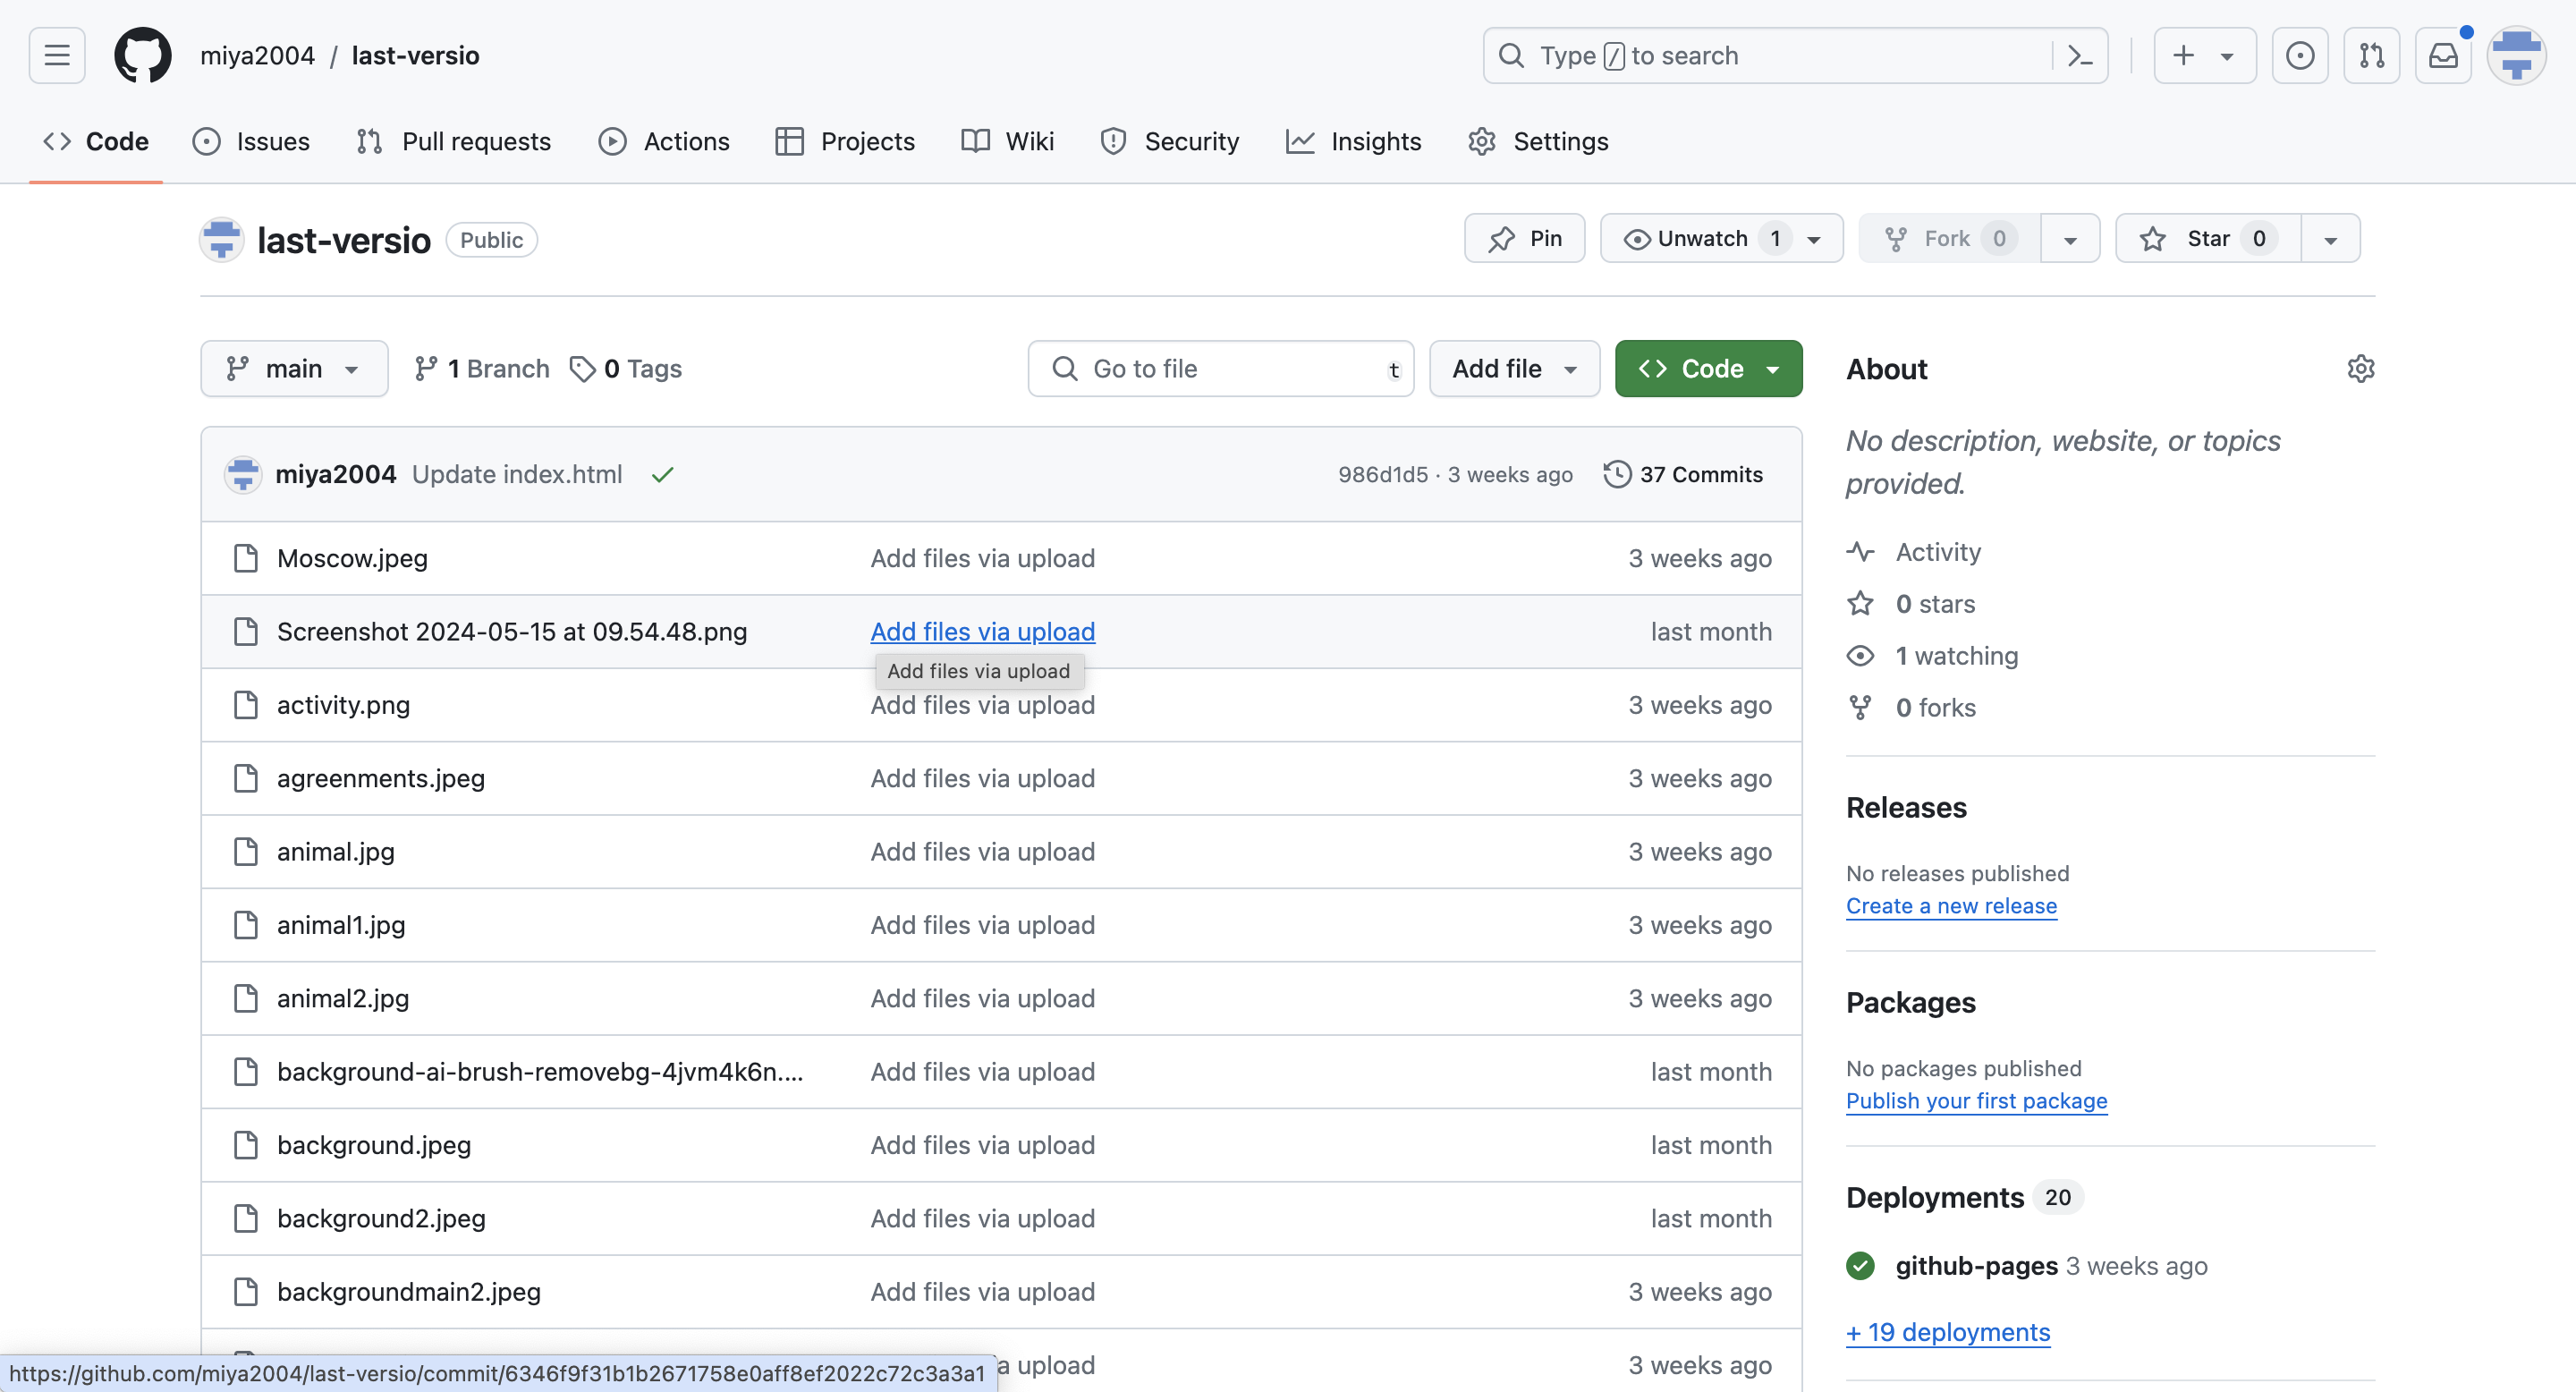 miya2004 / last-versio
Type / to search
Code
Issues
Pull requests
Actions
Projects
Wiki
Security
Insights
Settings
last-versio Public
Pin
Unwatch 1
Fork 0
Star 0
main
1 Branch
0 Tags
Go to file t
Add file
Code
miya2004 Update index.html 986d1d5 · 3 weeks ago 37 Commits
Moscow.jpeg Add files via upload 3 weeks ago
Screenshot 2024-05-15 at 09.54.48.png Add files via upload last month
Add files via upload
activity.png Add files via upload 3 weeks ago
agreenments.jpeg Add files via upload 3 weeks ago
animal.jpg Add files via upload 3 weeks ago
animal1.jpg Add files via upload 3 weeks ago
animal2.jpg Add files via upload 3 weeks ago
background-ai-brush-removebg-4jvm4k6n.... Add files via upload last month
background.jpeg Add files via upload last month
background2.jpeg Add files via upload last month
backgroundmain2.jpeg Add files via upload 3 weeks ago
a upload 3 weeks ago
https://github.com/miya2004/last-versio/commit/6346f9f31b1b2671758e0aff8ef2022c72c3a3a1
About
No description, website, or topics
provided.
Activity
0 stars
1 watching
0 forks
Releases
No releases published
Create a new release
Packages
No packages published
Publish your first package
Deployments 20
github-pages 3 weeks ago
+ 19 deployments